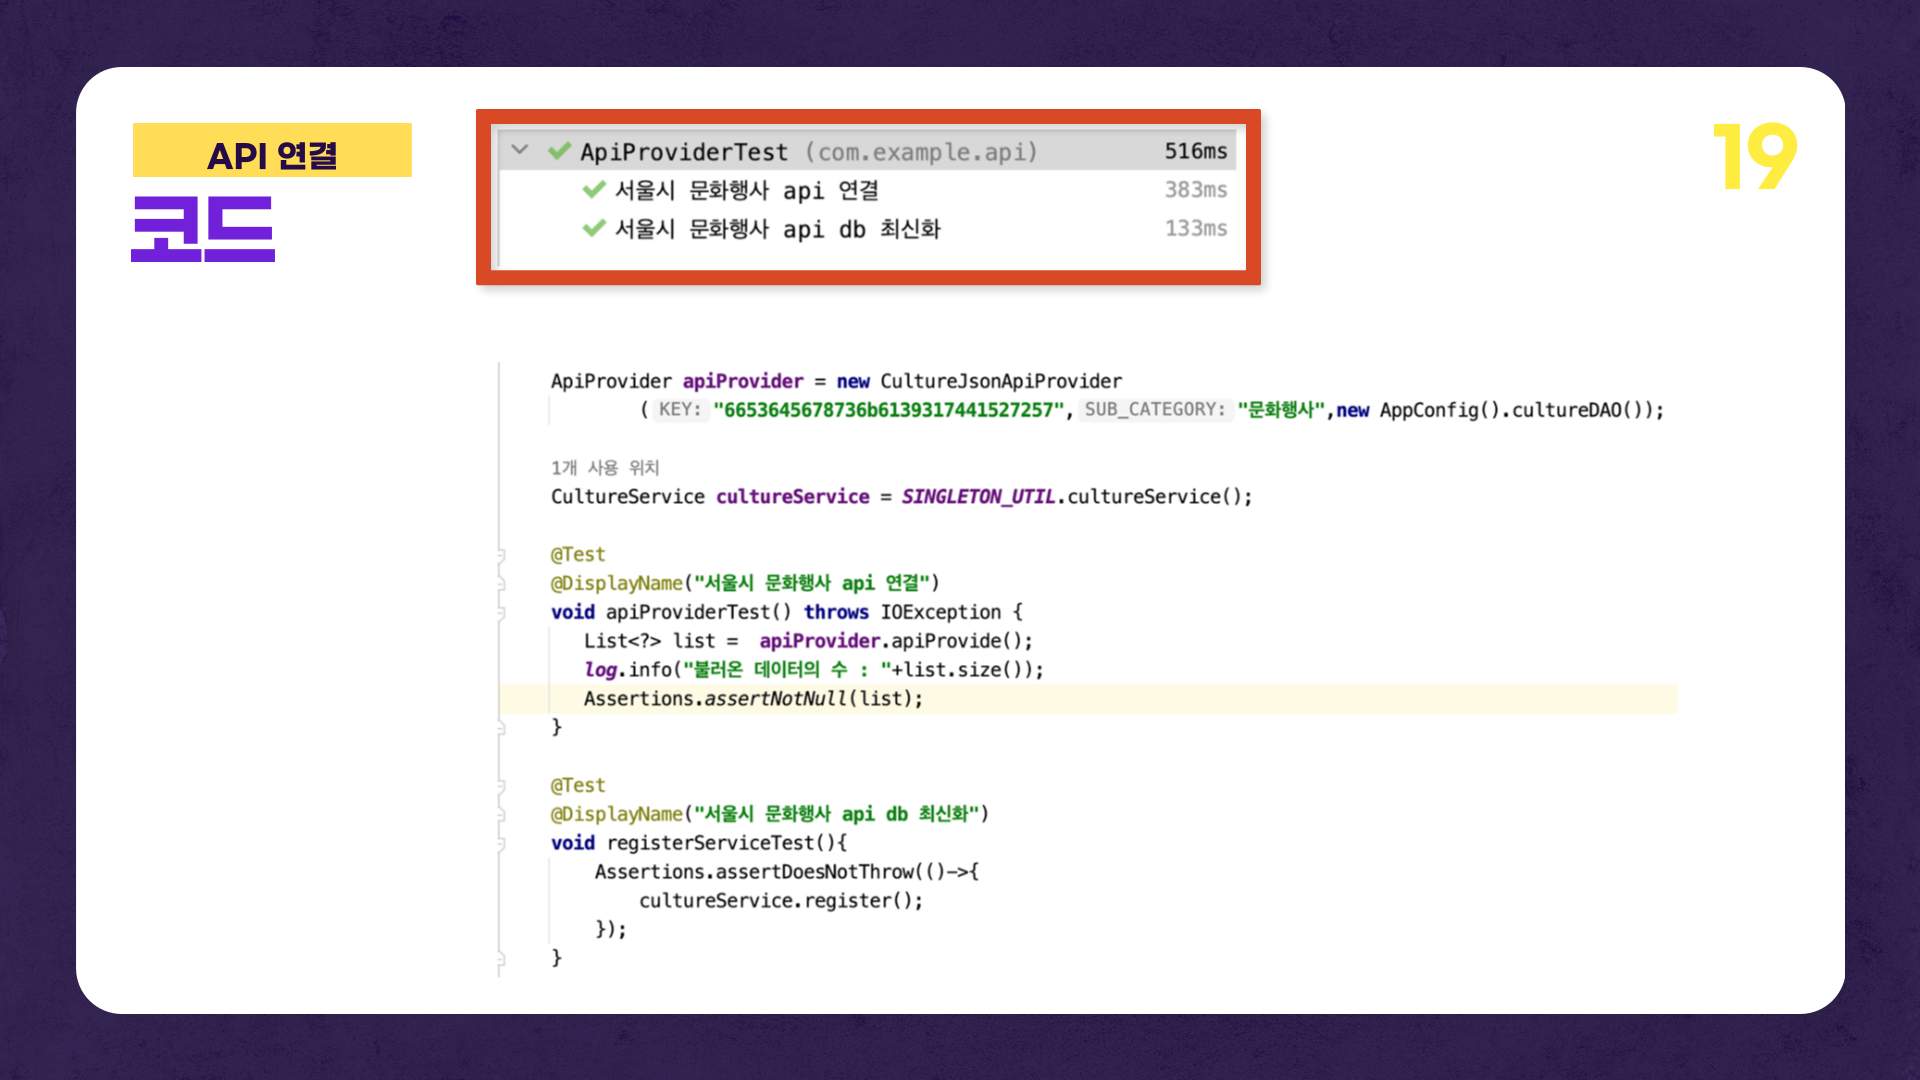 API 연결
코드
19
ApiProviderTest (com.example.api) 516ms
서울시 문화행사 api 연결 383ms
서울시 문화행사 api db 최신화 133ms
ApiProvider apiProvider = new CultureJsonApiProvider
( KEY: "6653645678736b6139317441527257", SUB_CATEGORY: "문화행사",new AppConfig().cultureDAO());
1개 사용 위치
CultureService cultureService = SINGLETON_UTIL.cultureService();
@Test
@DisplayName("서울시 문화행사 api 연결")
void apiProviderTest() throws IOException {
List<?> list =  apiProvider.apiProvide();
log.info("불러온 데이터의 수 : "+list.size());
Assertions.assertNotNull(list);
}
@Test
@DisplayName("서울시 문화행사 api db 최신화")
void registerServiceTest(){
Assertions.assertDoesNotThrow(()->{
cultureService.register();
});
}